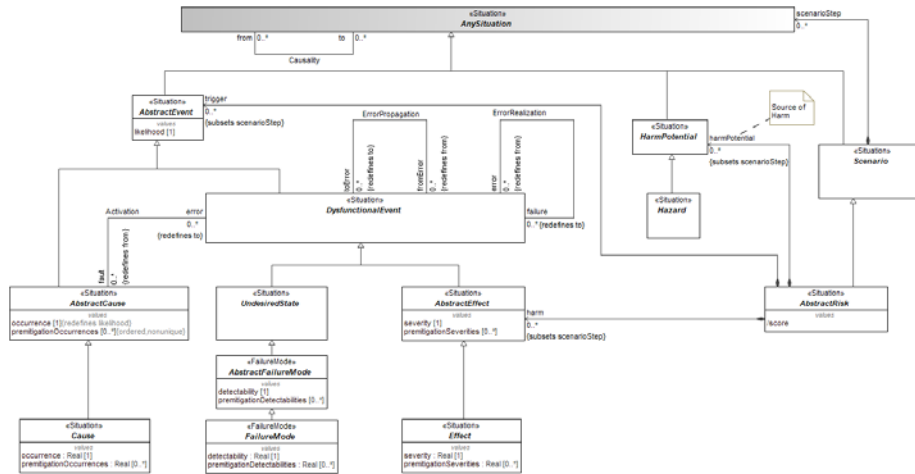 «Situation»
AnySituation
scenarioStep
0..*
from 0..*
to 0..*
Causality
«Situation»
AbstractEvent
values
likelihood [1]
trigger
0..*
{subsets scenarioStep}
ErrorPropagation
ErrorRealization
toError
0..*
{redefines to}
fromError
0..*
{redefines from}
error
0..*
{redefines from}
«Situation»
HarmPotential
harmPotential
0..*
{subsets scenarioStep}
Source of
Harm
«Situation»
Scenario
«Situation»
Hazard
Activation
error
0..*
{redefines to}
fault
0..*
{redefines from}
«Situation»
DysfunctionalEvent
failure
0..* {redefines to}
«Situation»
AbstractCause
values
occurrence [1]{redefines likelihood}
premitigationOccurrences [0..*]{ordered,nonunique}
«Situation»
UndesiredState
«Situation»
AbstractEffect
values
severity [1]
premitigationSeverities [0..*]
harm
0..*
{subsets scenarioStep}
«Situation»
AbstractRisk
values
/score
«FailureMode»
AbstractFailureMode
values
detectability [1]
premitigationDetectabilities [0..*]
«Situation»
Cause
values
occurrence : Real [1]
premitigationOccurrences : Real [0..*]
«FailureMode»
FailureMode
values
detectability : Real [1]
premitigationDetectabilities : Real [0..*]
«Situation»
Effect
values
severity : Real [1]
premitigationSeverities : Real [0..*]